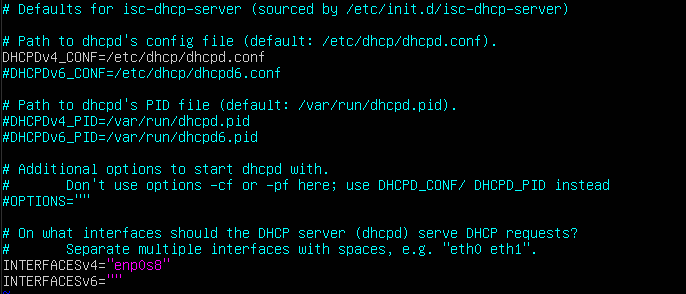 # Defaults for isc-dhcp-server (sourced by /etc/init.d/isc-dhcp-server)
# Path to dhcpd's config file (default: /etc/dhcp/dhcpd.conf).
DHCPDv4_CONF=/etc/dhcp/dhcpd.conf
#DHCPDv6_CONF=/etc/dhcp/dhcpd6.conf
# Path to dhcpd's PID file (default: /var/run/dhcpd.pid).
#DHCPDv4_PID=/var/run/dhcpd.pid
#DHCPDv6_PID=/var/run/dhcpd6.pid
# Additional options to start dhcpd with.
#       Don't use options -cf or -pf here; use DHCPD_CONF/ DHCPD_PID instead
#OPTIONS=""
# On what interfaces should the DHCP server (dhcpd) serve DHCP requests?
#       Separate multiple interfaces with spaces, e.g. "eth0 eth1".
INTERFACESv4="enp0s8"
INTERFACESv6=""